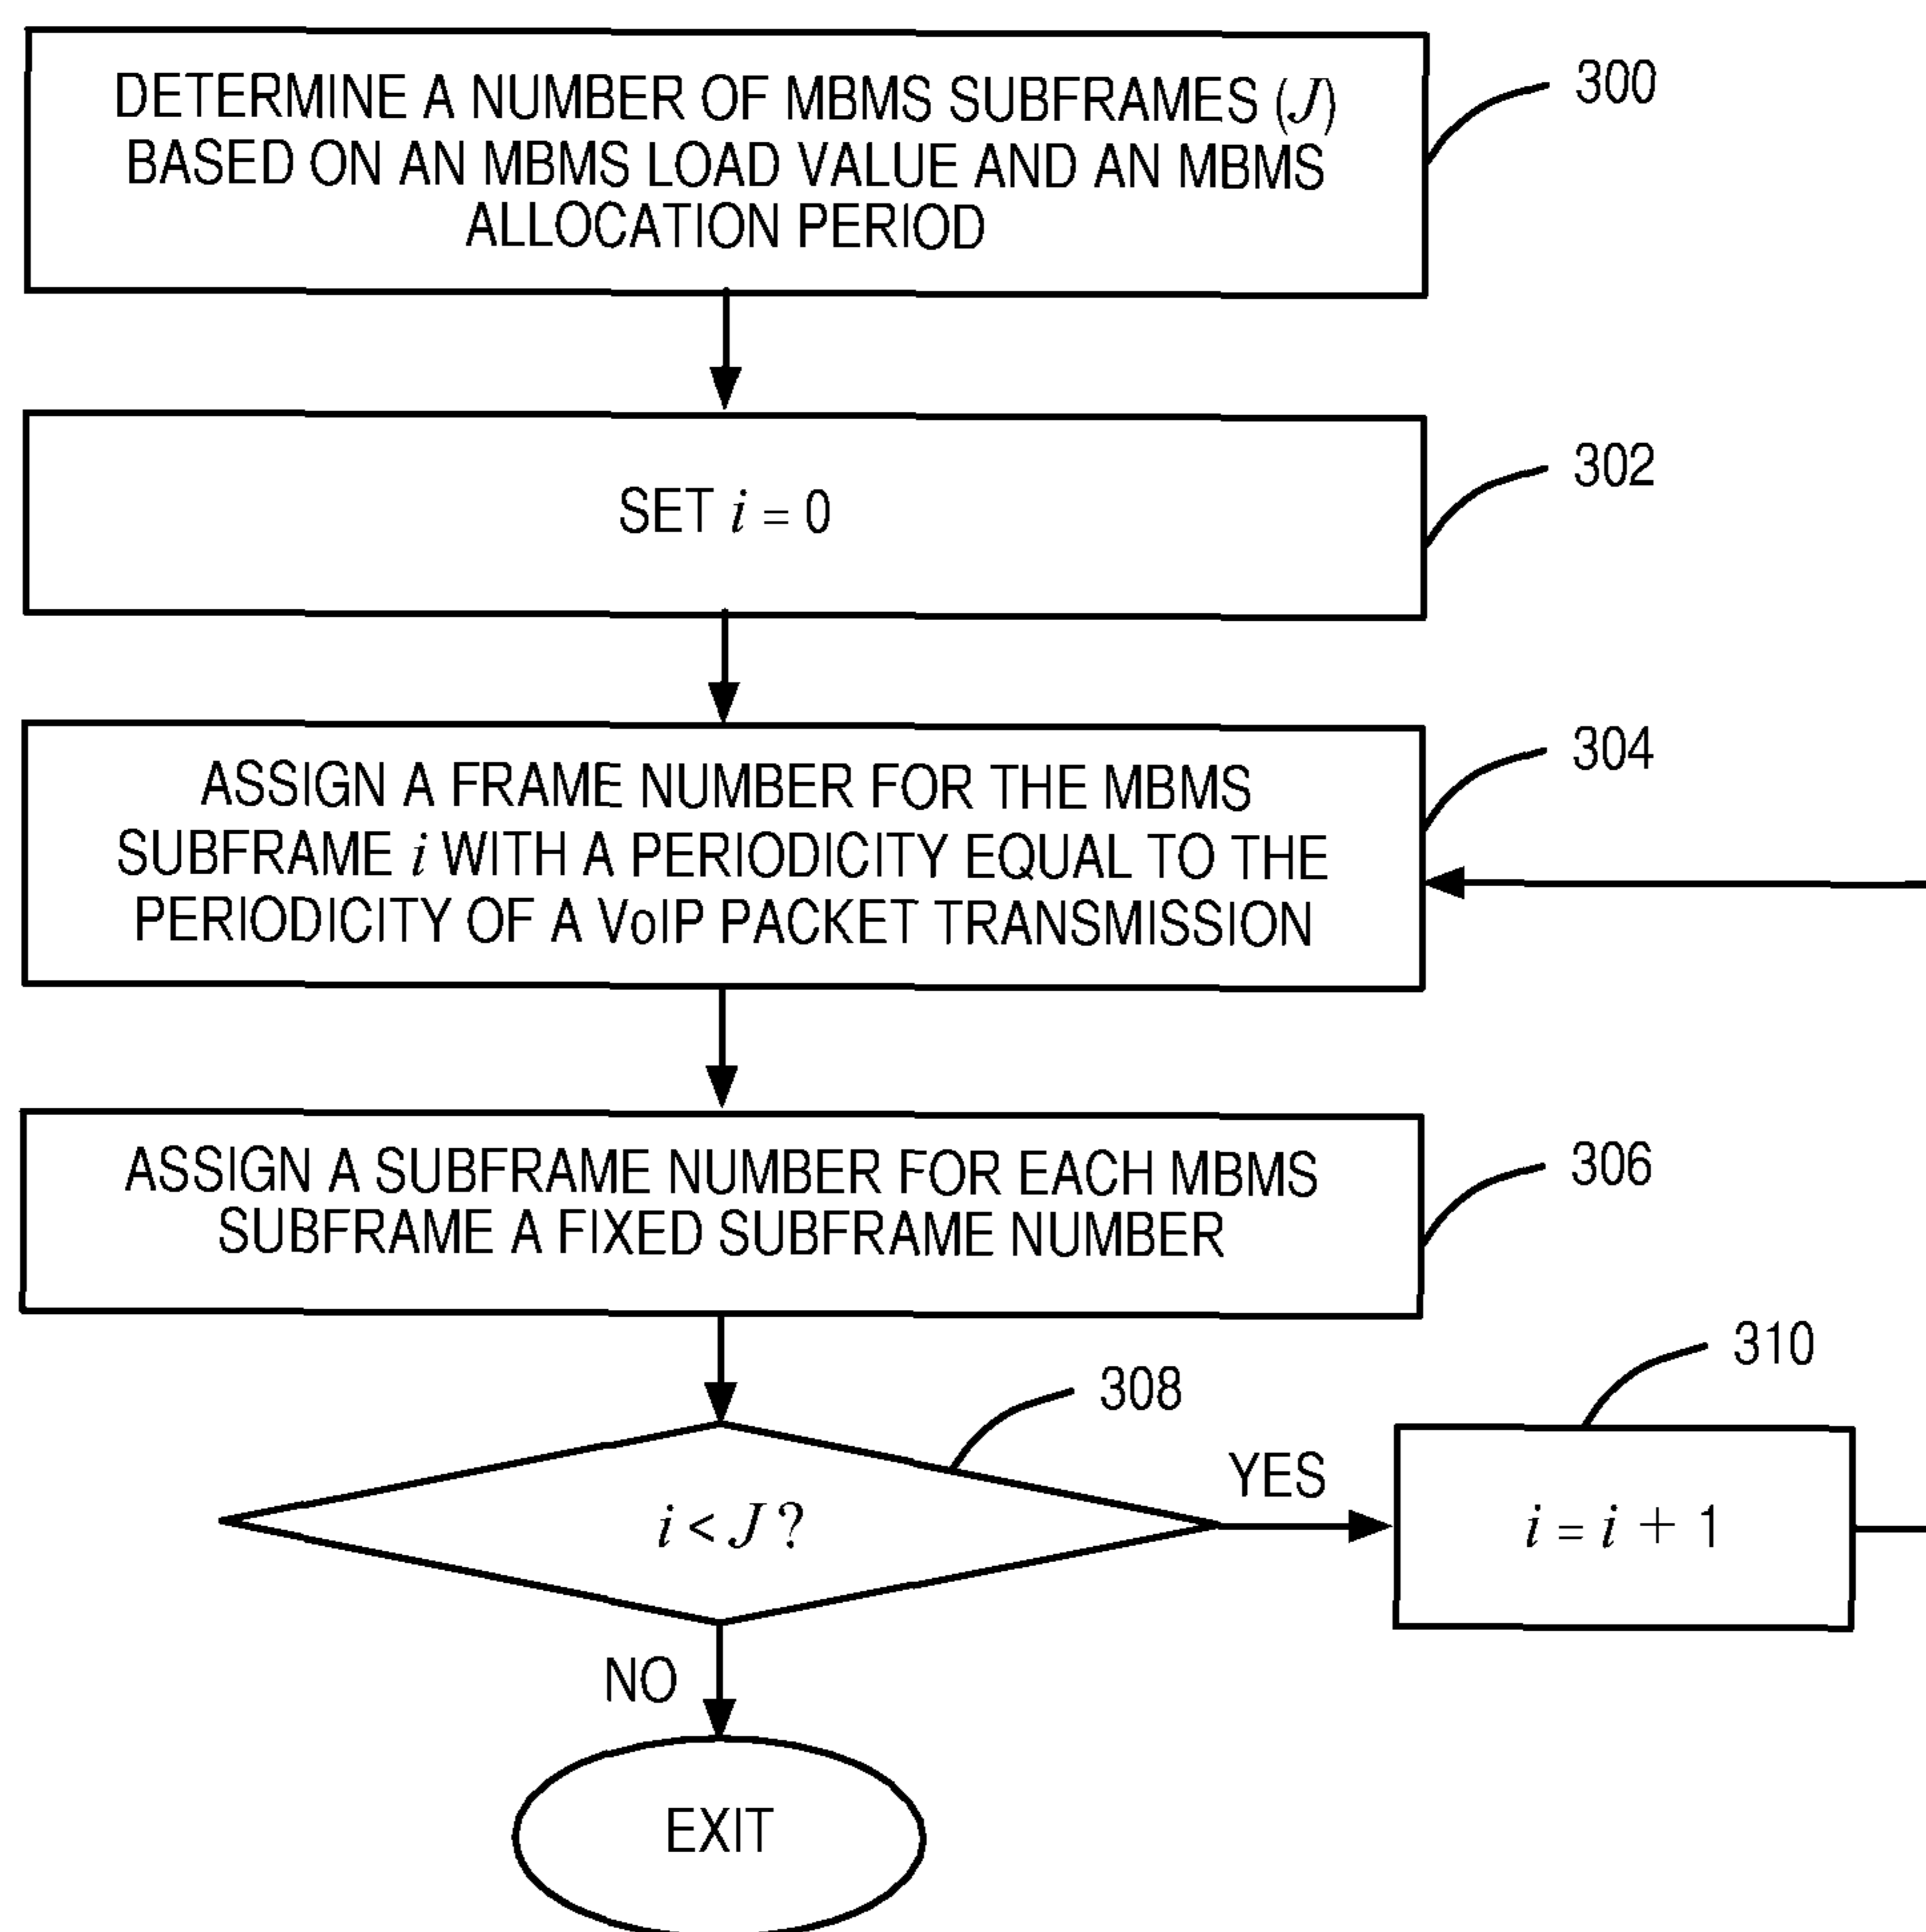 DETERMINE A NUMBER OF MBMS SUBFRAMES (J)
BASED ON AN MBMS LOAD VALUE AND AN MBMS
ALLOCATION PERIOD
300
SET i = 0
302
ASSIGN A FRAME NUMBER FOR THE MBMS
SUBFRAME i WITH A PERIODICITY EQUAL TO THE
PERIODICITY OF A VoIP PACKET TRANSMISSION
304
ASSIGN A SUBFRAME NUMBER FOR EACH MBMS
SUBFRAME A FIXED SUBFRAME NUMBER
306
i < J ?
308
YES
i = i + 1
310
NO
EXIT